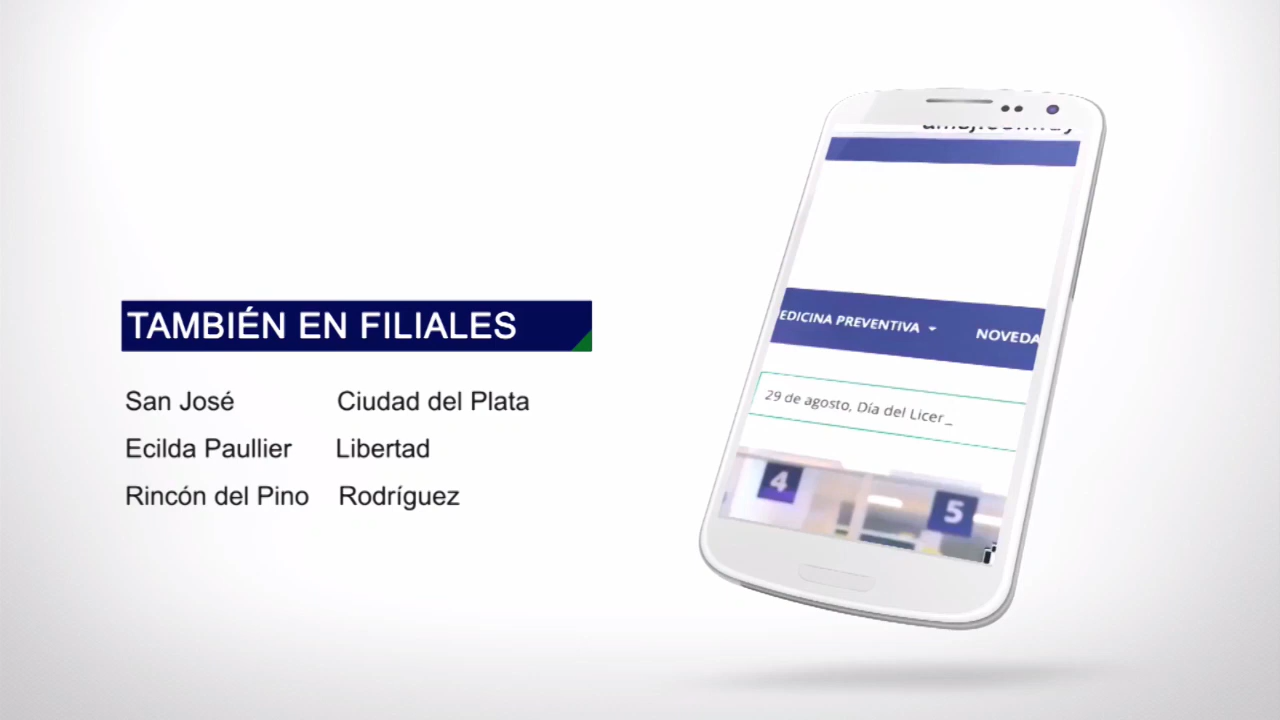 TAMBIÉN EN FILIALES
San José
Ciudad del Plata
Ecilda Paullier
Libertad
Rincón del Pino
Rodríguez
EDICINA PREVENTIVA
NOVEDA
29 de agosto, Día del Licer_
4
5